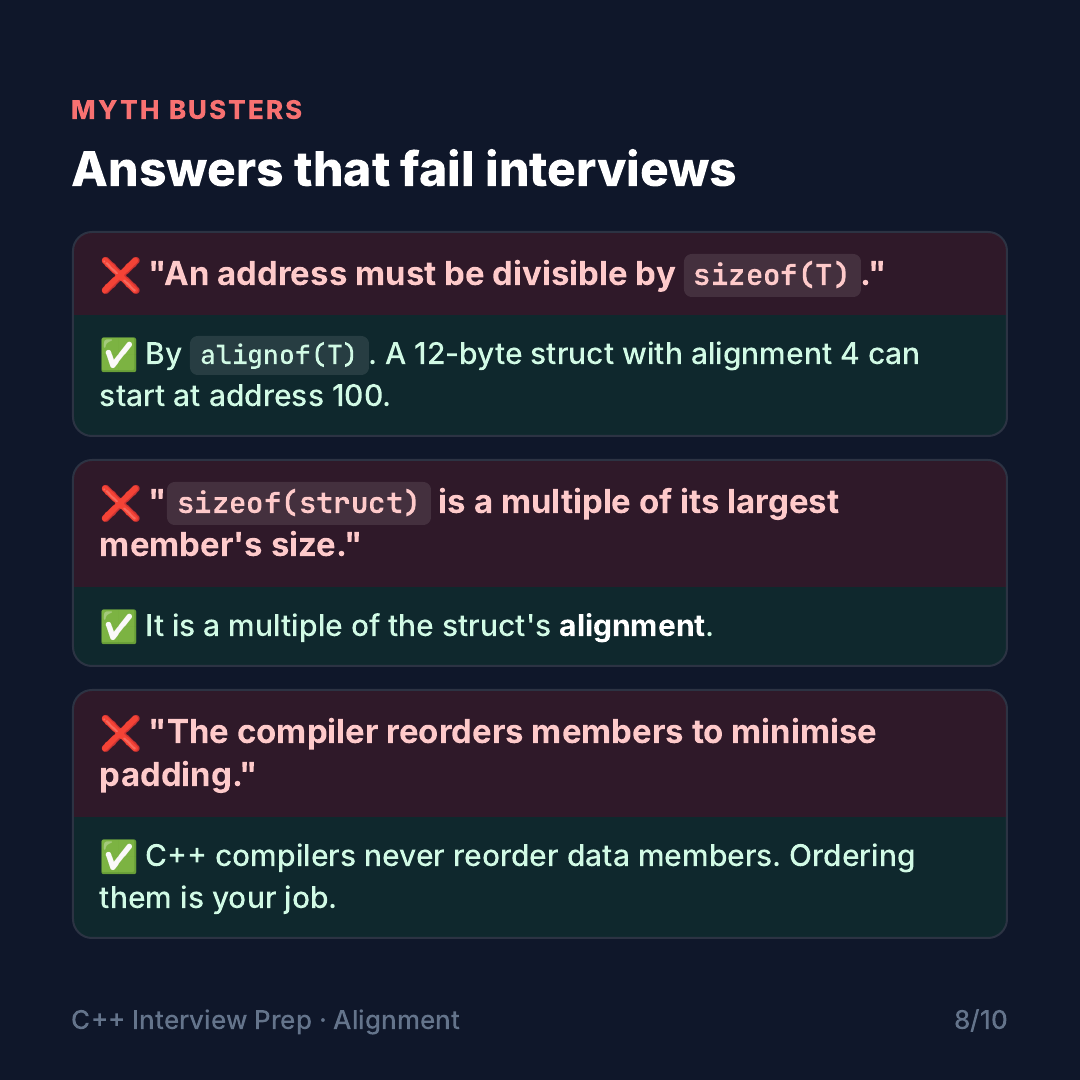 MYTH BUSTERS
Answers that fail interviews
❌ "An address must be divisible by sizeof(T)."
✅ By alignof(T). A 12-byte struct with alignment 4 can
start at address 100.
❌ "sizeof(struct) is a multiple of its largest
member's size."
✅ It is a multiple of the struct's alignment.
❌ "The compiler reorders members to minimise
padding."
✅ C++ compilers never reorder data members. Ordering
them is your job.
C++ Interview Prep · Alignment
8/10